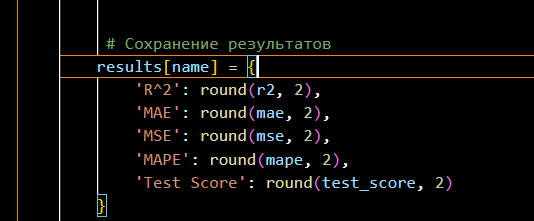 # Сохранение результатов
results[name] = {
'R^2': round(r2, 2),
'MAE': round(mae, 2),
'MSE': round(mse, 2),
'MAPE': round(mape, 2),
'Test Score': round(test_score, 2)
}